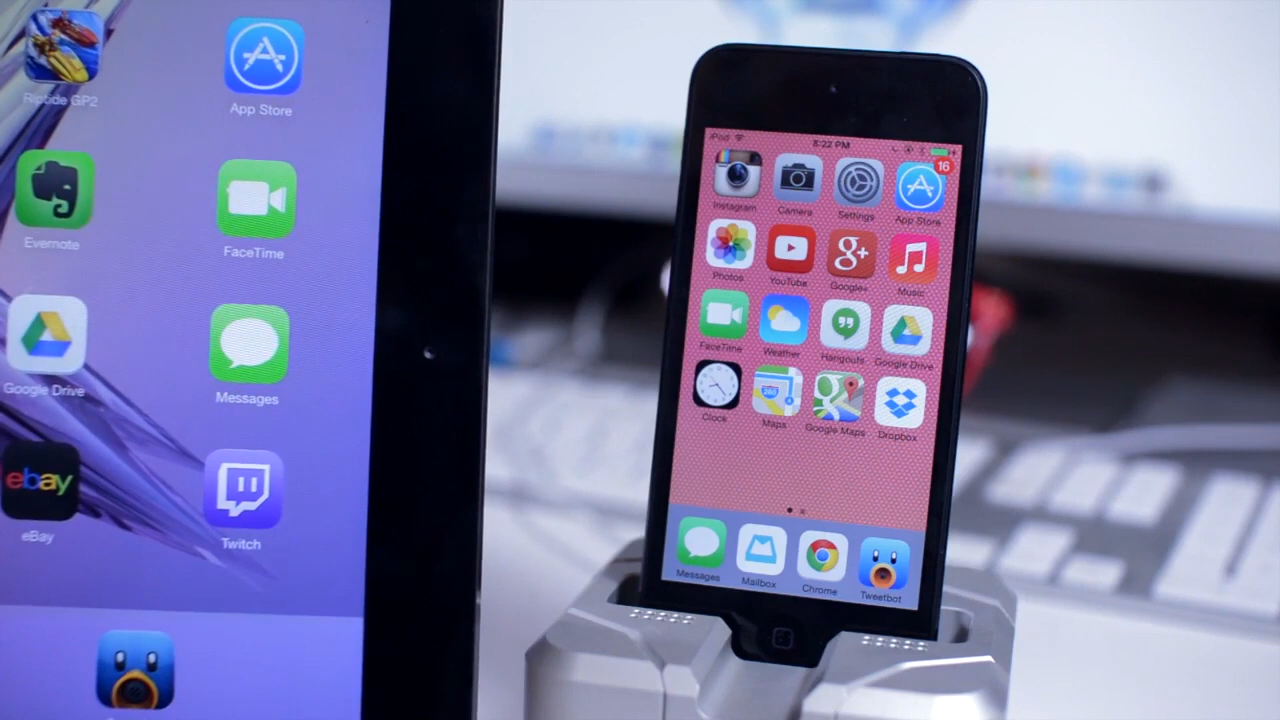 Riptide GP2
App Store
Evernote
FaceTime
Google Drive
Messages
ebay
eBay
Twitch
iPod
8:22 PM
16
Instagram
Camera
Settings
App Store
Photos
YouTube
g+
Google+
Music
FaceTime
Weather
Hangouts
Google Drive
280
Clock
Maps
Google Maps
Dropbox
Messages
Mailbox
Chrome
Tweetbot